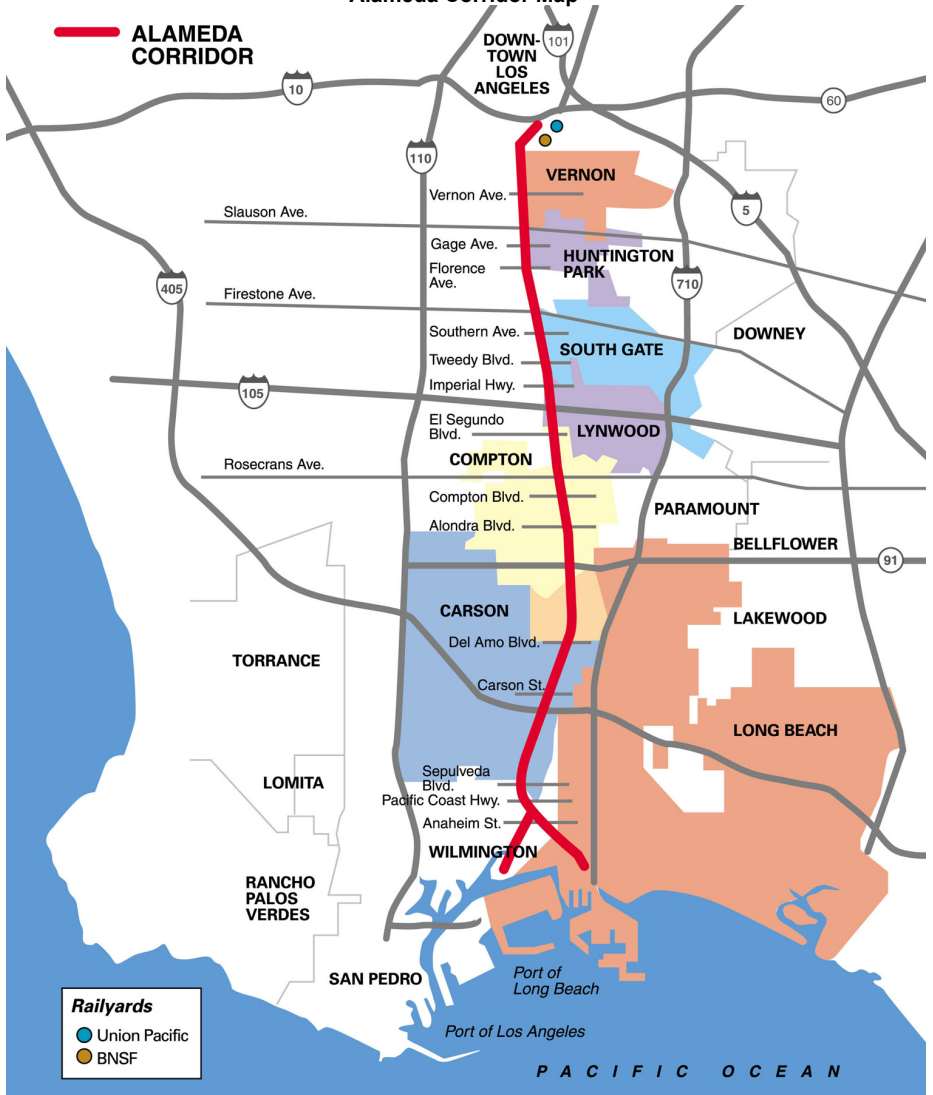 Alameda Corridor Map
ALAMEDA
CORRIDOR
DOWN-
TOWN
LOS
ANGELES
101
10
60
110
VERNON
Vernon Ave.
5
Slauson Ave.
Gage Ave.
HUNTINGTON
PARK
Florence
Ave.
405
710
Firestone Ave.
Southern Ave.
DOWNEY
SOUTH GATE
Tweedy Blvd.
Imperial Hwy.
105
El Segundo
Blvd.
LYNWOOD
COMPTON
Rosecrans Ave.
Compton Blvd.
PARAMOUNT
Alondra Blvd.
BELLFLOWER
91
CARSON
LAKEWOOD
Del Amo Blvd.
TORRANCE
Carson St.
LONG BEACH
LOMITA
Sepulveda
Blvd.
Pacific Coast Hwy.
Anaheim St.
WILMINGTON
RANCHO
PALOS
VERDES
SAN PEDRO
Port of
Long Beach
Port of Los Angeles
Railyards
Union Pacific
BNSF
PACIFIC OCEAN